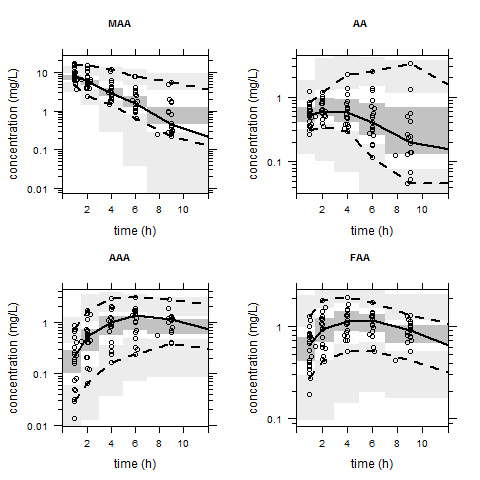 MAA
concentration (mg/L)
10
1
0.1
0.01
2 4 6 8 10
time (h)
AA
concentration (mg/L)
1
0.1
2 4 6 8 10
time (h)
AAA
concentration (mg/L)
1
0.1
0.01
2 4 6 8 10
time (h)
FAA
concentration (mg/L)
1
0.1
2 4 6 8 10
time (h)